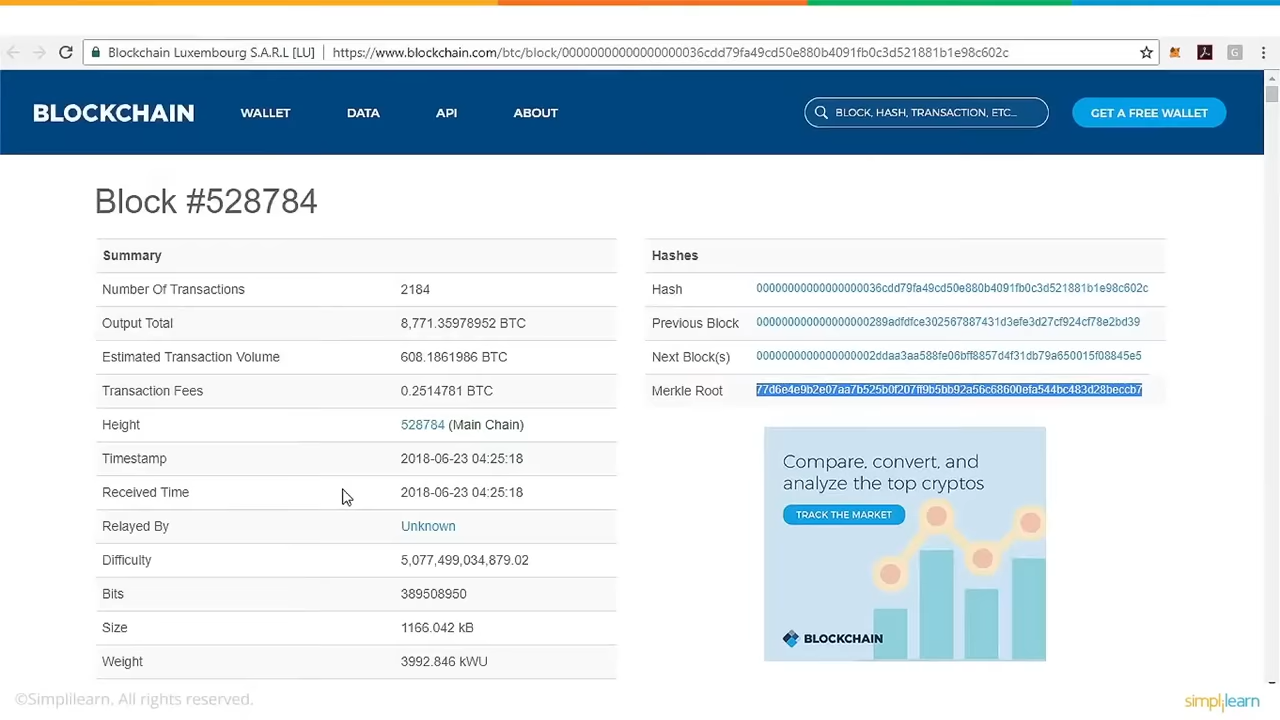 Blockchain Luxembourg S.A.R.L [LU] | https://www.blockchain.com/btc/block/00000000000000000036cdd79fa49cd50e880b4091fb0c3d521881b1e98c602c
G
BLOCKCHAIN WALLET DATA API ABOUT BLOCK, HASH, TRANSACTION, ETC... GET A FREE WALLET
Block #528784
Summary
Number Of Transactions 2184
Output Total 8,771.35978952 BTC
Estimated Transaction Volume 608.1861986 BTC
Transaction Fees 0.2514781 BTC
Height 528784 (Main Chain)
Timestamp 2018-06-23 04:25:18
Received Time 2018-06-23 04:25:18
Relayed By Unknown
Difficulty 5,077,499,034,879.02
Bits 389508950
Size 1166.042 kB
Weight 3992.846 kWU
Hashes
Hash 00000000000000000036cdd79fa49cd50e880b4091fb0c3d521881b1e98c602c
Previous Block 000000000000000000289adfdfce302567887431d3efe3d27cf924cf78e2bd39
Next Block(s) 0000000000000000002ddaa3aa588fe06bff8857d4f31db79a650015f08845e5
Merkle Root 77d6e4e9b2e07aa7b525b0f207ff9b5bb92a56c68600efa544bc483d28beccb7
Compare, convert, and
analyze the top cryptos
TRACK THE MARKET
BLOCKCHAIN
©Simplilearn. All rights reserved.
simplilearn